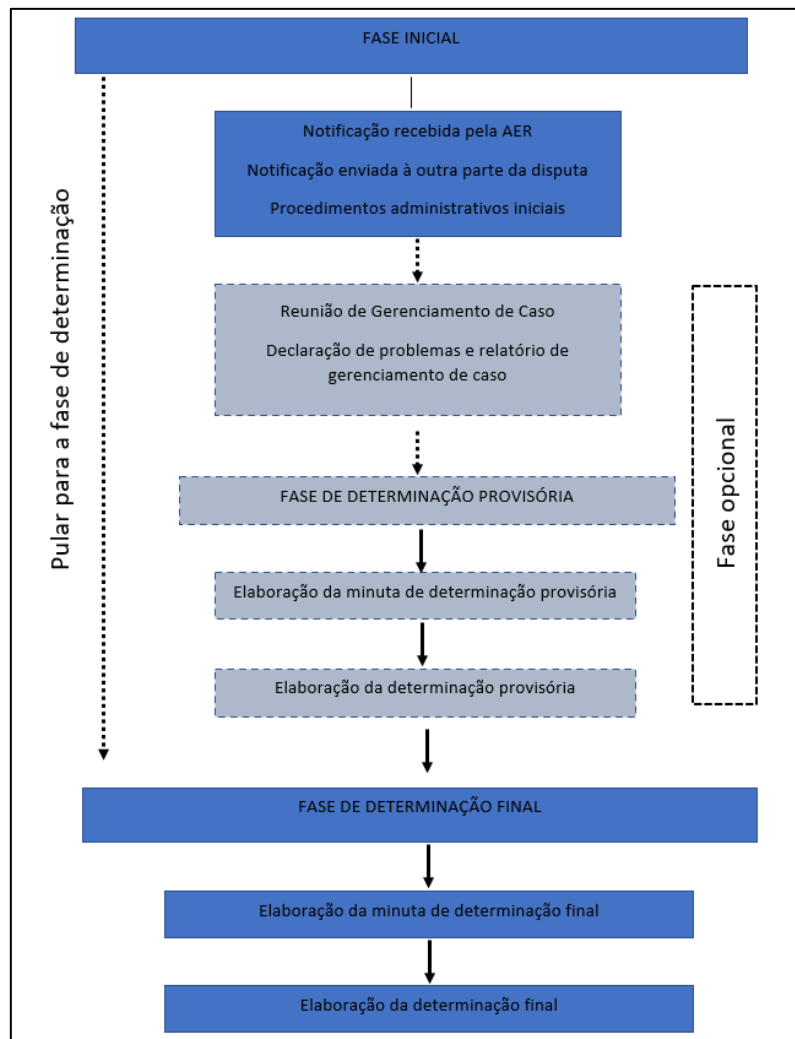 FASE INICIAL
Notificação recebida pela AER
Notificação enviada à outra parte da disputa
Procedimentos administrativos iniciais
Pular para a fase de determinação
Reunião de Gerenciamento de Caso
Declaração de problemas e relatório de
gerenciamento de caso
Fase opcional
FASE DE DETERMINAÇÃO PROVISÓRIA
Elaboração da minuta de determinação provisória
Elaboração da determinação provisória
FASE DE DETERMINAÇÃO FINAL
Elaboração da minuta de determinação final
Elaboração da determinação final